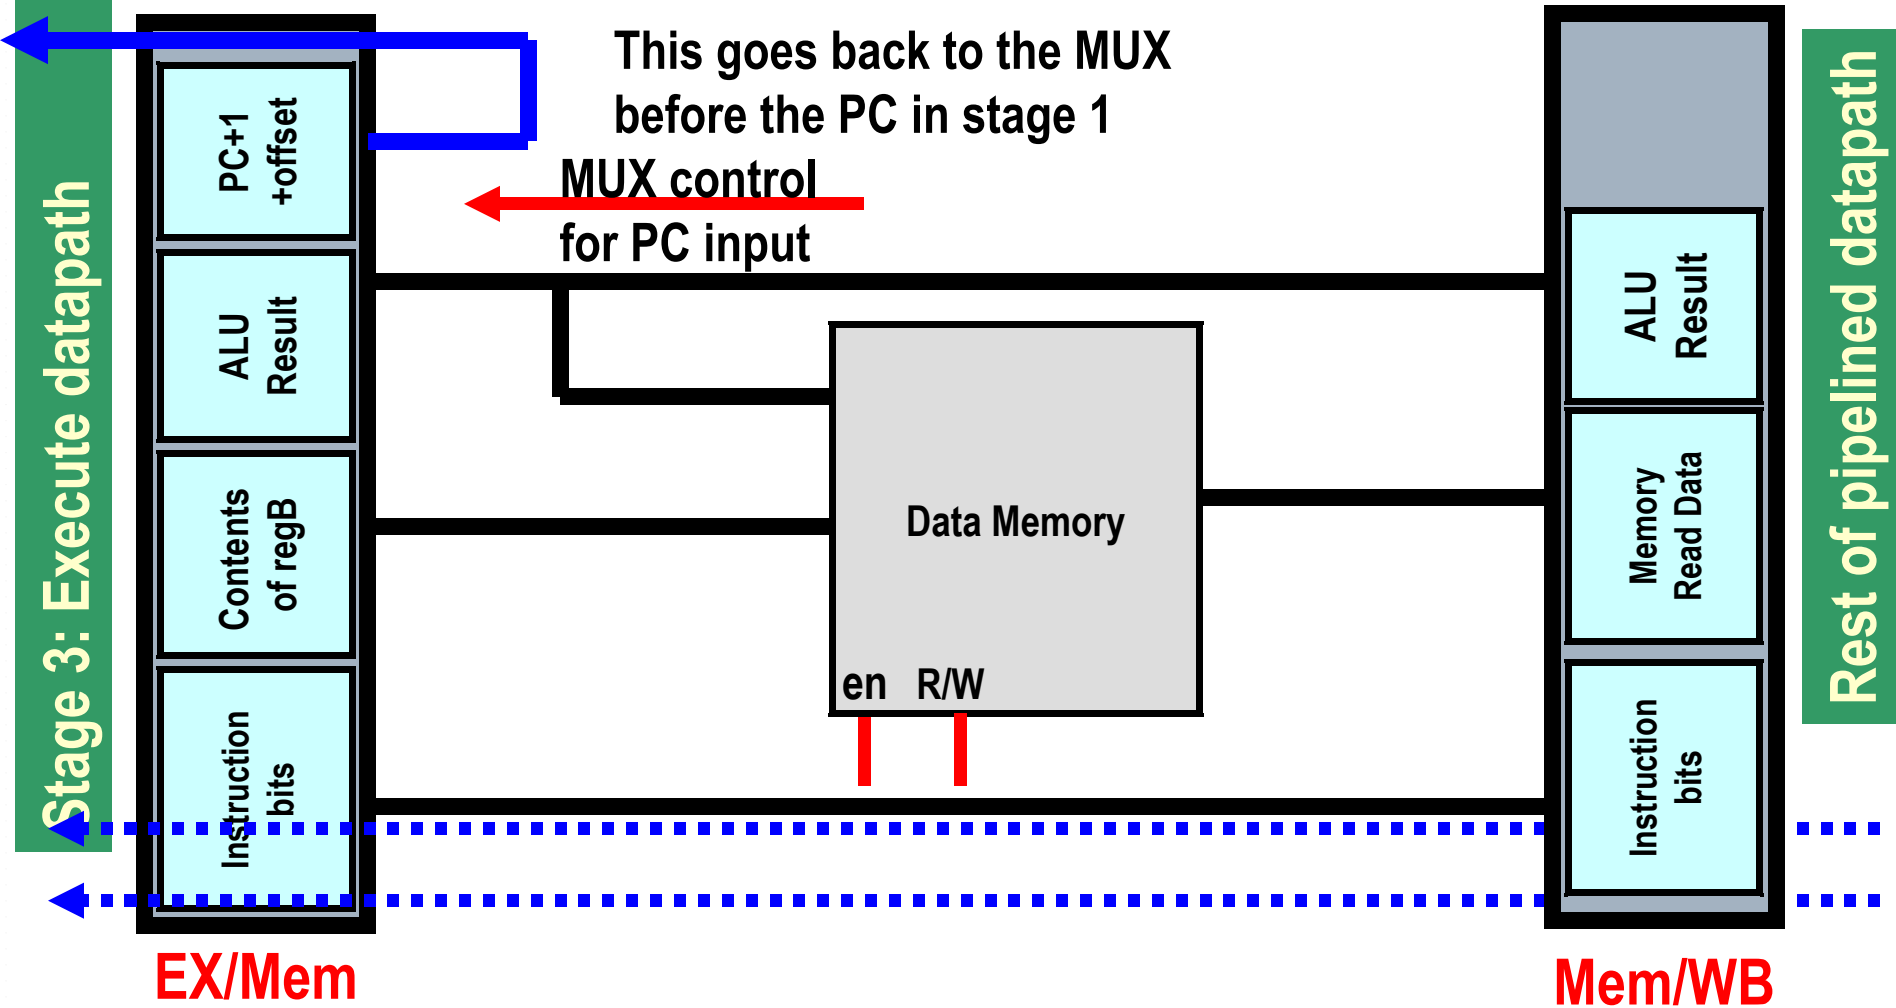 Stage 3: Execute datapath
PC+1
+offset
ALU
Result
Contents
of regB
Instruction
bits
EX/Mem
This goes back to the MUX
before the PC in stage 1
MUX control
for PC input
Data Memory
en R/W
ALU
Result
Memory
Read Data
Instruction
bits
Mem/WB
Rest of pipelined datapath